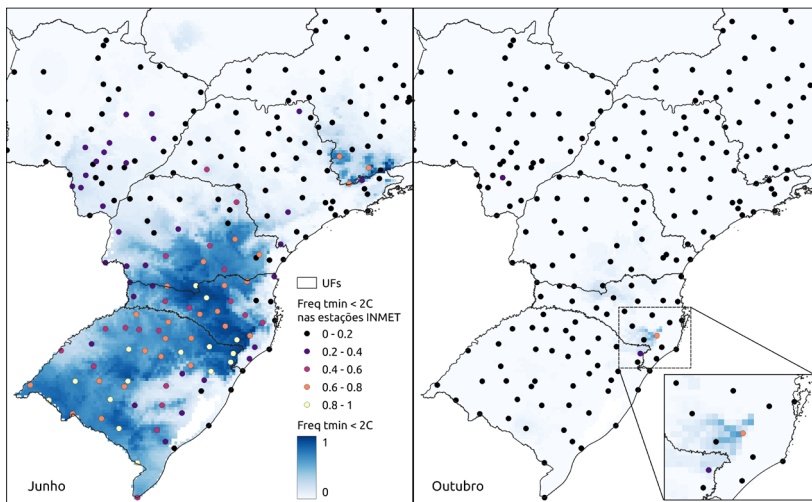 UFs
Freq tmin < 2C
nas estações INMET
0 - 0.2
0.2 - 0.4
0.4 - 0.6
0.6 - 0.8
0.8 - 1
Freq tmin < 2C
1
0
Junho
Outubro